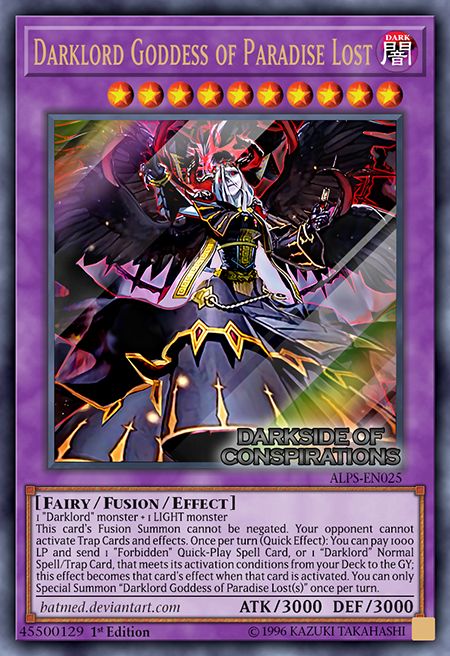 DARKLORD GODDESS OF PARADISE LOST
DARK
闇
DARKSIDE OF
CONSPIRATIONS
ALPS-EN025
[FAIRY / FUSION / EFFECT]
1 "Darklord" monster + 1 LIGHT monster
This card's Fusion Summon cannot be negated. Your opponent cannot
activate Trap Cards and effects. Once per turn (Quick Effect): You can pay 1000
LP and send 1 "Forbidden" Quick-Play Spell Card, or 1 "Darklord" Normal
Spell/Trap Card, that meets its activation conditions from your Deck to the GY;
this effect becomes that card's effect when that card is activated. You can only
Special Summon "Darklord Goddess of Paradise Lost(s)" once per turn.
batmed.deviantart.com
ATK/3000 DEF/3000
45500129 1st Edition
© 1996 KAZUKI TAKAHASHI